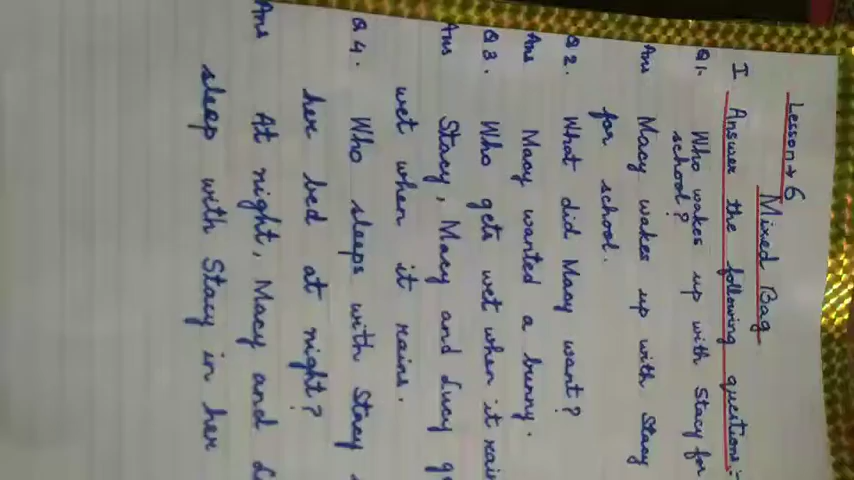 Lesson → 6
Mixed Bag
I Answer the following questions:-
Q1. Who wakes up with Stacy for
school?
Ans Macy wakes up with Stacy
for school.
Q2. What did Macy want?
Ans Macy wanted a bunny.
Q3. Who gets wet when it
Ans Stacy, Macy and Lucy
wet when it rains.
Q4. Who sleeps with Stacy
her bed at night?
Ans At night, Macy and
sleep with Stacy in her